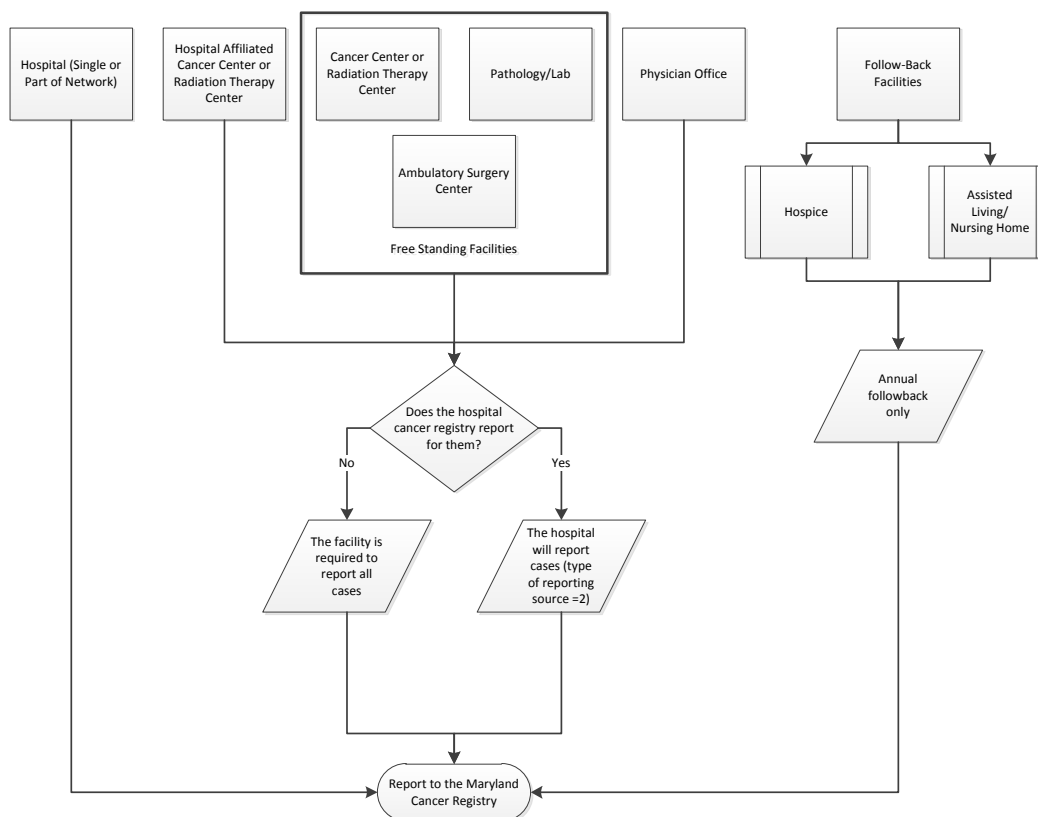 Hospital (Single or
Part of Network)
Hospital Affiliated
Cancer Center or
Radiation Therapy
Center
Cancer Center or
Radiation Therapy
Center
Pathology/Lab
Physician Office
Follow-Back
Facilities
Ambulatory Surgery
Center
Free Standing Facilities
Hospice
Assisted
Living/
Nursing Home
Does the hospital
cancer registry report
for them?
Annual
followback
only
No
Yes
The facility is
required to
report all
cases
The hospital
will report
cases (type
of reporting
source =2)
Report to the Maryland
Cancer Registry